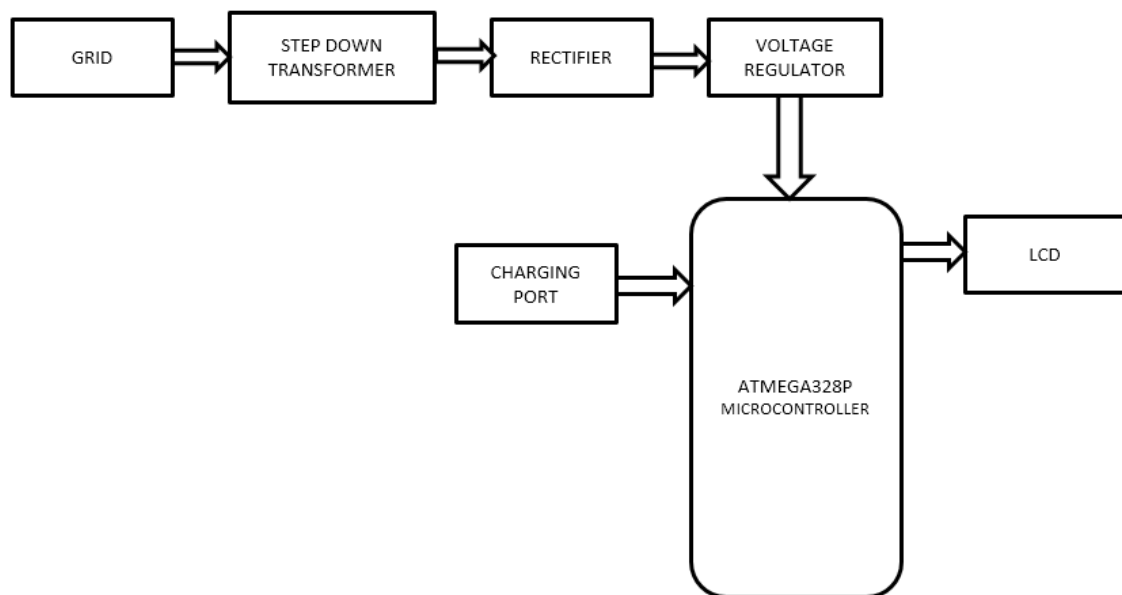 GRID
STEP DOWN
TRANSFORMER
RECTIFIER
VOLTAGE
REGULATOR
CHARGING
PORT
LCD
ATMEGA328P
MICROCONTROLLER